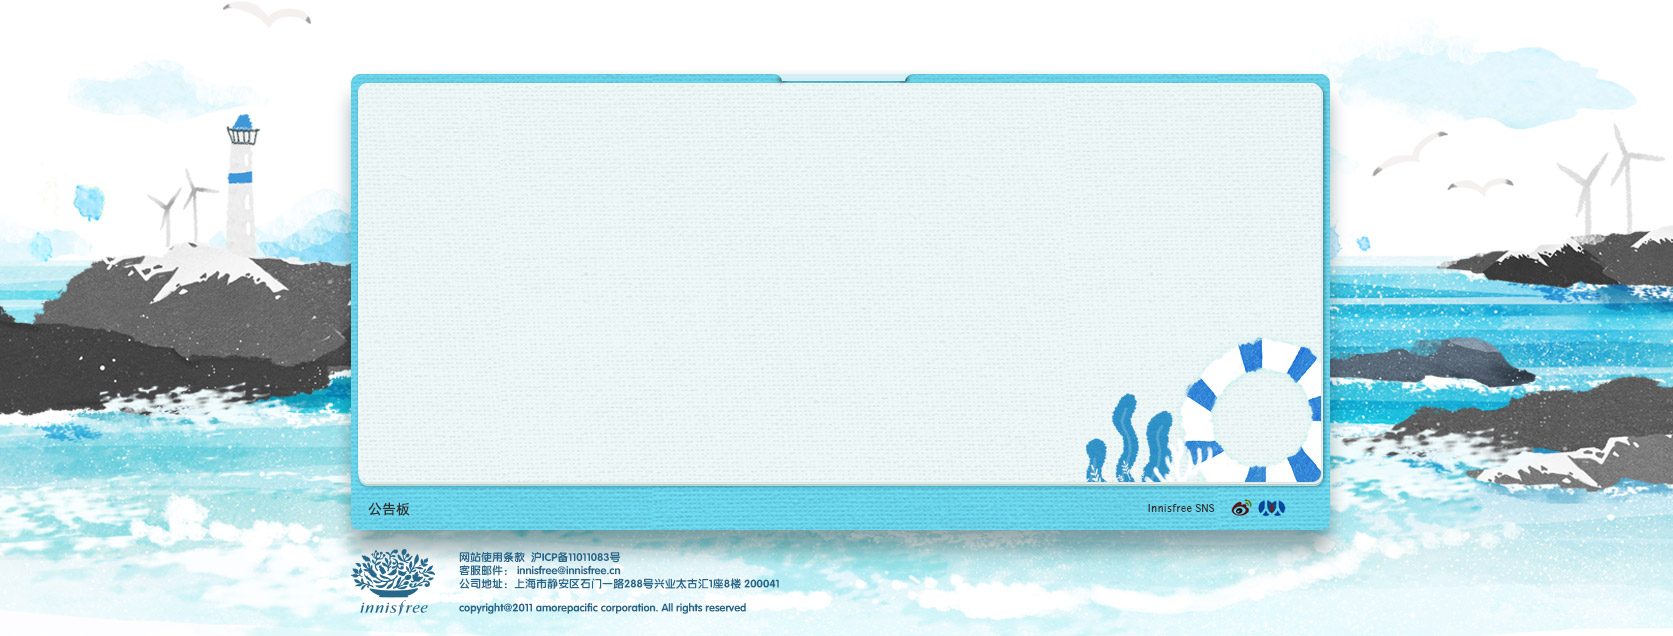 公告板
Innisfree SNS
innisfree
网站使用条款 沪ICP备11011083号
客服邮件： innisfree@innisfree.cn
公司地址：上海市静安区石门一路288号兴业太古汇1座8楼 200041
copyright@2011 amorepacific corporation. All rights reserved